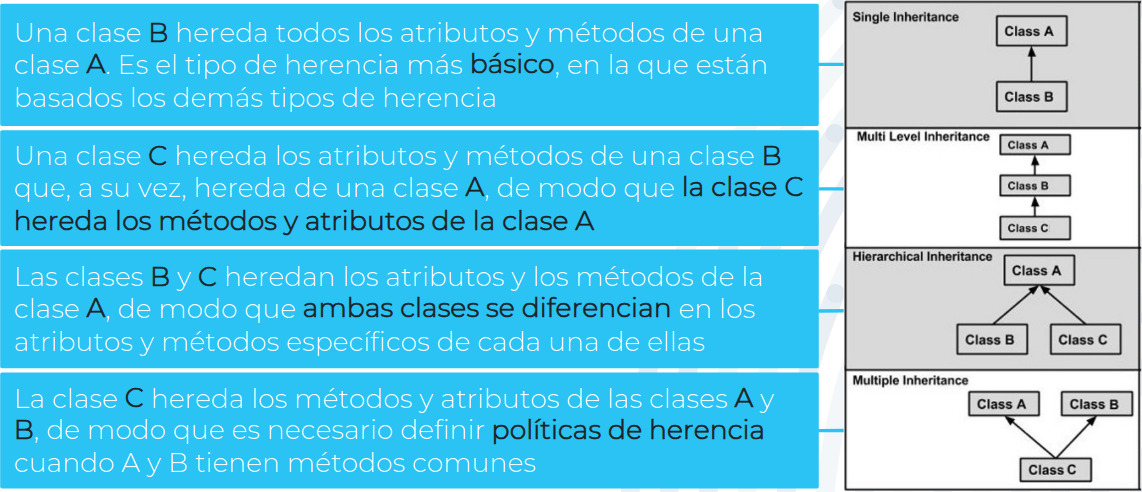 Una clase B hereda todos los atributos y métodos de una
clase A. Es el tipo de herencia más básico, en la que están
basados los demás tipos de herencia
Single Inheritance
Class A
Class B
Una clase C hereda los atributos y métodos de una clase B
que, a su vez, hereda de una clase A, de modo que la clase C
hereda los métodos y atributos de la clase A
Multi Level Inheritance
Class A
Class B
Class C
Las clases B y C heredan los atributos y los métodos de la
clase A, de modo que ambas clases se diferencian en los
atributos y métodos específicos de cada una de ellas
Hierarchical Inheritance
Class A
Class B
Class C
La clase C hereda los métodos y atributos de las clases A y
B, de modo que es necesario definir políticas de herencia
cuando A y B tienen métodos comunes
Multiple Inheritance
Class A
Class B
Class C